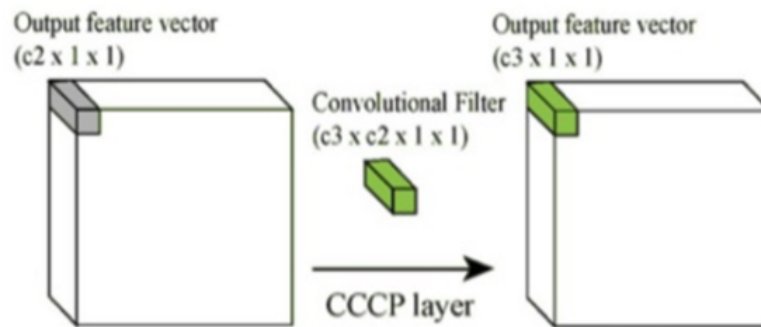 Output feature vector
(c2 x 1 x 1)
Convolutional Filter
(c3 x c2 x 1 x 1)
CCCP layer
Output feature vector
(c3 x 1 x 1)